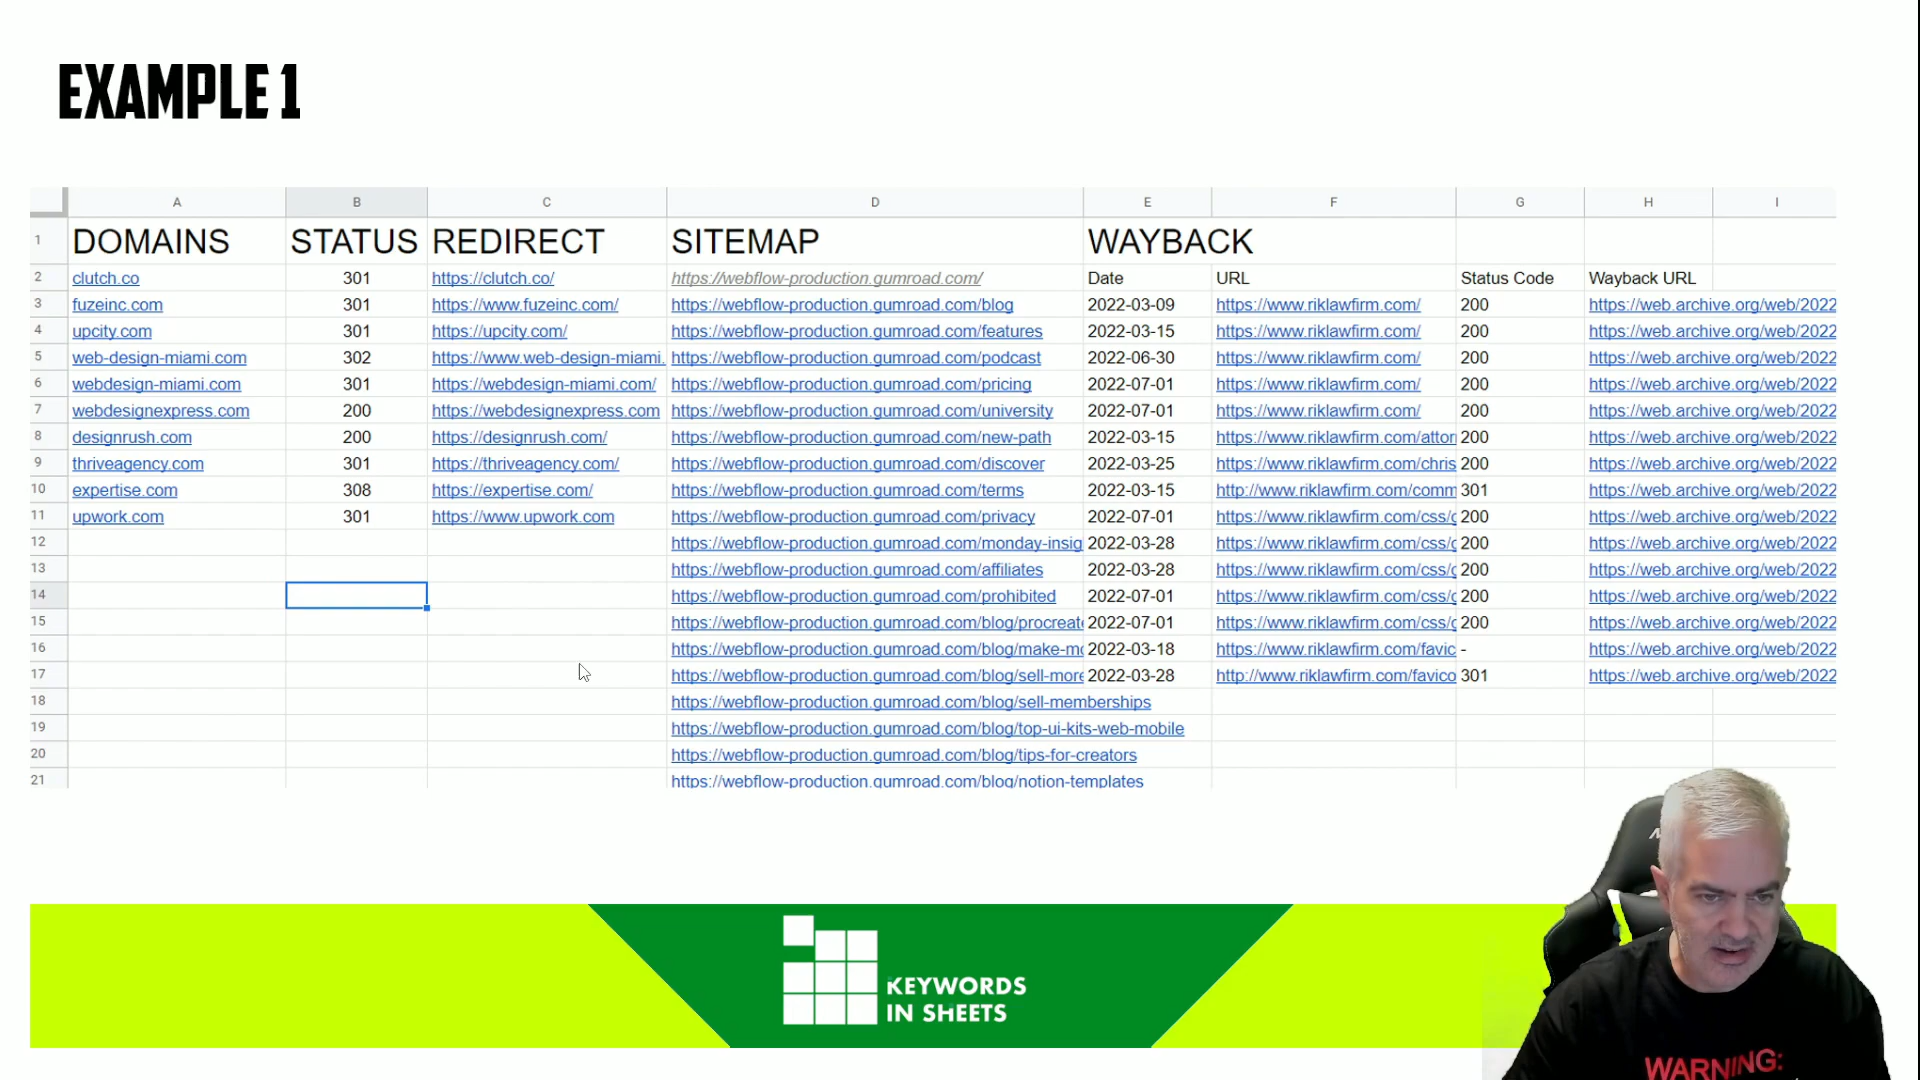 EXAMPLE 1
A B C D E F G H I
1 DOMAINS STATUS REDIRECT SITEMAP WAYBACK
2 clutch.co 301 https://clutch.co/ https://webflow-production.gumroad.com/ Date URL Status Code Wayback URL
3 fuzeinc.com 301 https://www.fuzeinc.com/ https://webflow-production.gumroad.com/blog 2022-03-09 https://www.riklawfirm.com/ 200 https://web.archive.org/web/2022
4 upcity.com 301 https://upcity.com/ https://webflow-production.gumroad.com/features 2022-03-15 https://www.riklawfirm.com/ 200 https://web.archive.org/web/2022
5 web-design-miami.com 302 https://www.web-design-miami. https://webflow-production.gumroad.com/podcast 2022-06-30 https://www.riklawfirm.com/ 200 https://web.archive.org/web/2022
6 webdesign-miami.com 301 https://webdesign-miami.com/ https://webflow-production.gumroad.com/pricing 2022-07-01 https://www.riklawfirm.com/ 200 https://web.archive.org/web/2022
7 webdesignexpress.com 200 https://webdesignexpress.com https://webflow-production.gumroad.com/university 2022-07-01 https://www.riklawfirm.com/ 200 https://web.archive.org/web/2022
8 designrush.com 200 https://designrush.com/ https://webflow-production.gumroad.com/new-path 2022-03-15 https://www.riklawfirm.com/attor 200 https://web.archive.org/web/2022
9 thriveagency.com 301 https://thriveagency.com/ https://webflow-production.gumroad.com/discover 2022-03-25 https://www.riklawfirm.com/chris 200 https://web.archive.org/web/2022
10 expertise.com 308 https://expertise.com/ https://webflow-production.gumroad.com/terms 2022-03-15 http://www.riklawfirm.com/comm 301 https://web.archive.org/web/2022
11 upwork.com 301 https://www.upwork.com https://webflow-production.gumroad.com/privacy 2022-07-01 https://www.riklawfirm.com/css/g 200 https://web.archive.org/web/2022
12 https://webflow-production.gumroad.com/monday-insig 2022-03-28 https://www.riklawfirm.com/css/g 200 https://web.archive.org/web/2022
13 https://webflow-production.gumroad.com/affiliates 2022-03-28 https://www.riklawfirm.com/css/g 200 https://web.archive.org/web/2022
14 https://webflow-production.gumroad.com/prohibited 2022-07-01 https://www.riklawfirm.com/css/g 200 https://web.archive.org/web/2022
15 https://webflow-production.gumroad.com/blog/procreat 2022-07-01 https://www.riklawfirm.com/css/g 200 https://web.archive.org/web/2022
16 https://webflow-production.gumroad.com/blog/make-mo 2022-03-18 https://www.riklawfirm.com/favic - https://web.archive.org/web/2022
17 https://webflow-production.gumroad.com/blog/sell-more 2022-03-28 http://www.riklawfirm.com/favico 301 https://web.archive.org/web/2022
18 https://webflow-production.gumroad.com/blog/sell-memberships
19 https://webflow-production.gumroad.com/blog/top-ui-kits-web-mobile
20 https://webflow-production.gumroad.com/blog/tips-for-creators
21 https://webflow-production.gumroad.com/blog/notion-templates
KEYWORDS
IN SHEETS
WARNING: